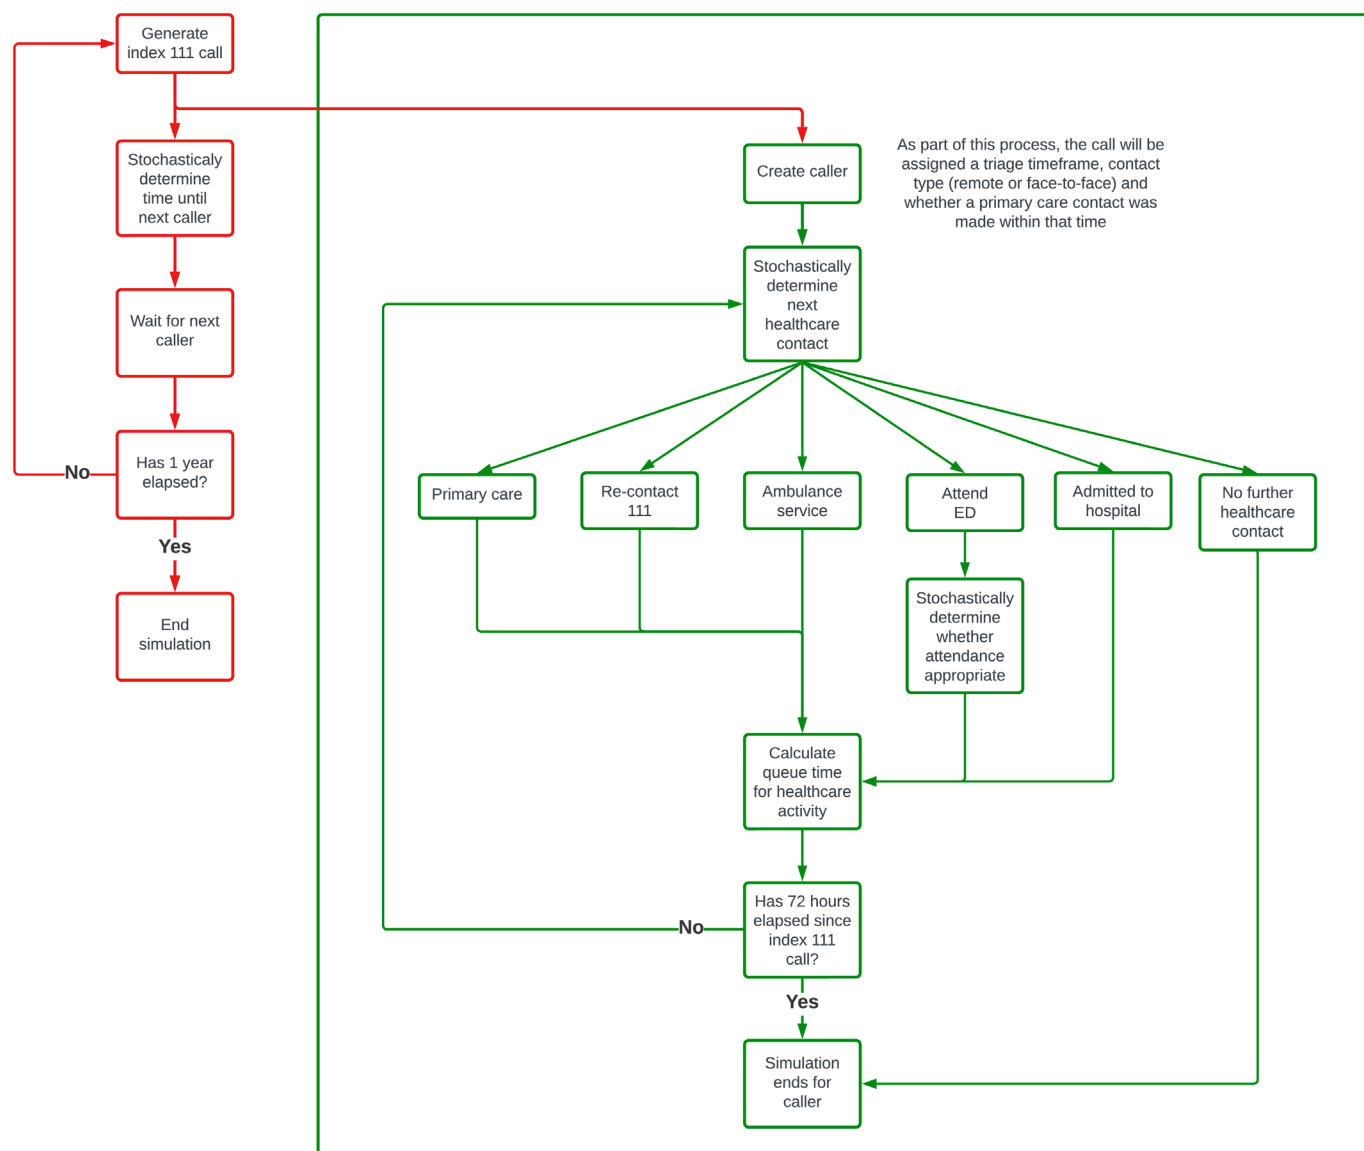 Generate
index 111 call
Stochasticaly
determine
time until
next caller
Wait for next
caller
Has 1 year
elapsed?
No
Yes
End
simulation
Create caller
As part of this process, the call will be
assigned a triage timeframe, contact
type (remote or face-to-face) and
whether a primary care contact was
made within that time
Stochastically
determine
next
healthcare
contact
Primary care
Re-contact
111
Ambulance
service
Attend
ED
Admitted to
hospital
No further
healthcare
contact
Stochastically
determine
whether
attendance
appropriate
Calculate
queue time
for healthcare
activity
Has 72 hours
elapsed since
index 111
call?
No
Yes
Simulation
ends for
caller